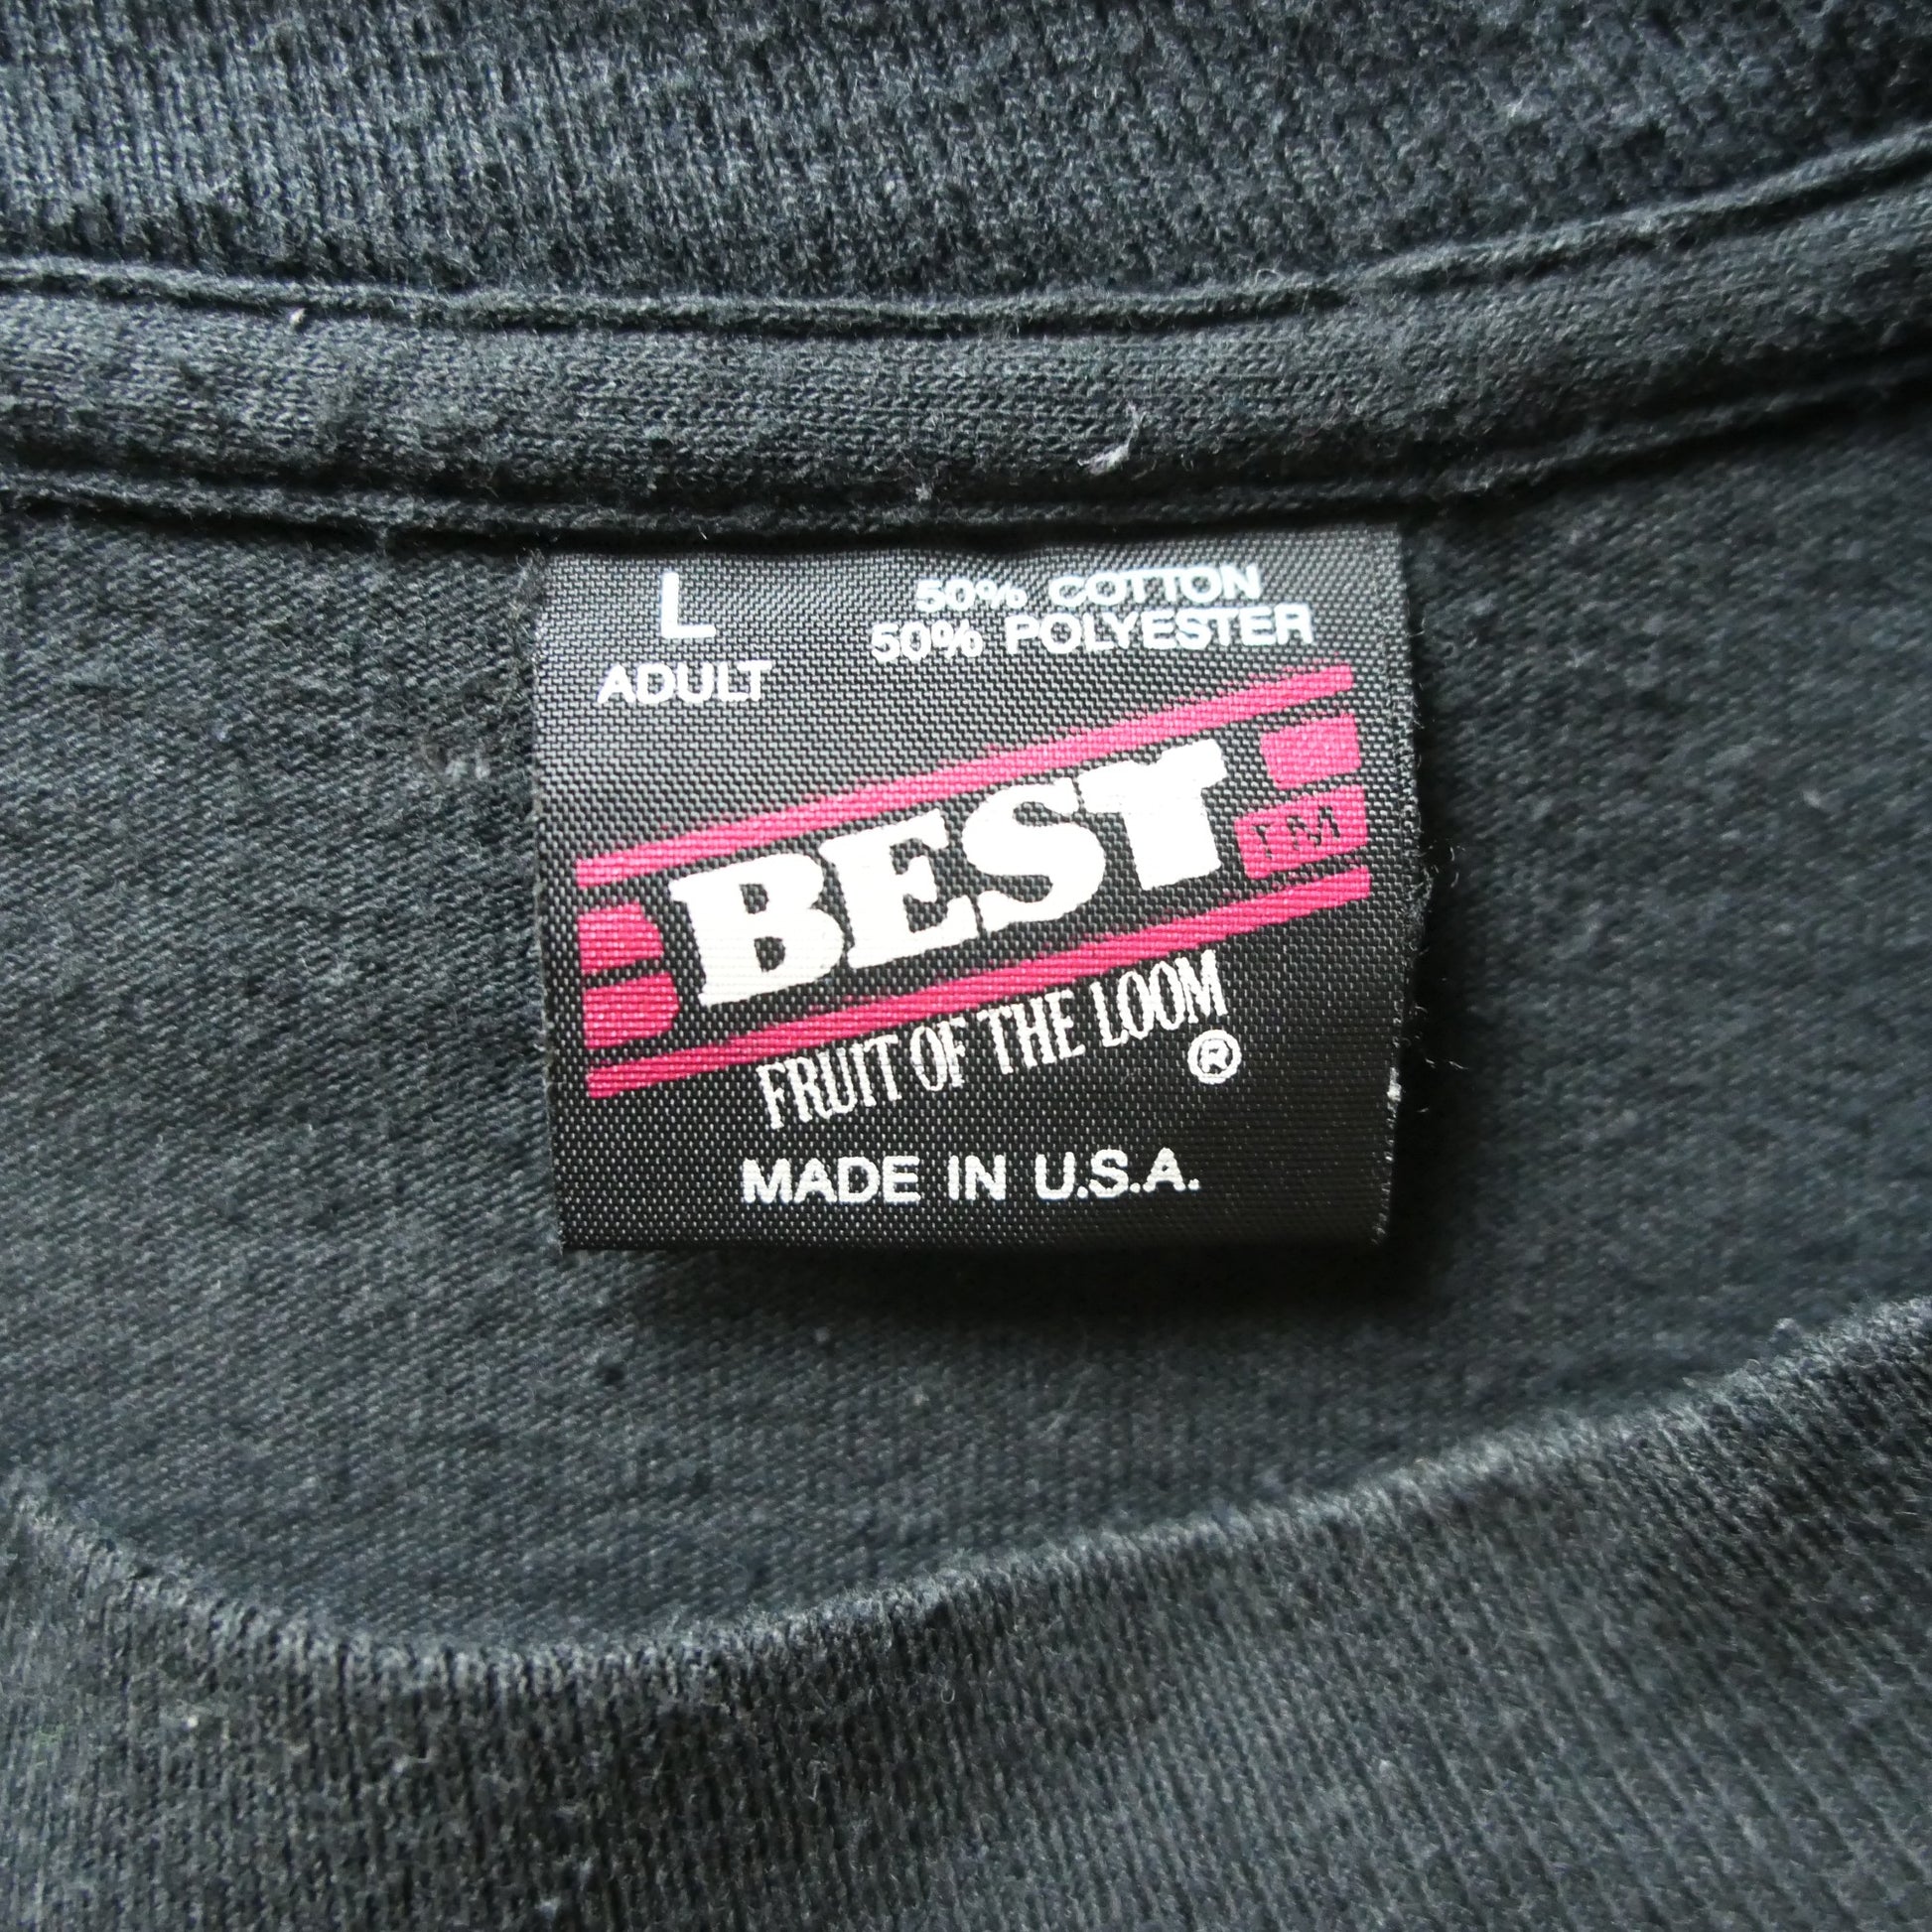 L
ADULT
50% COTTON
50% POLYESTER
BEST
TM
FRUIT OF THE LOOM
®
MADE IN U.S.A.